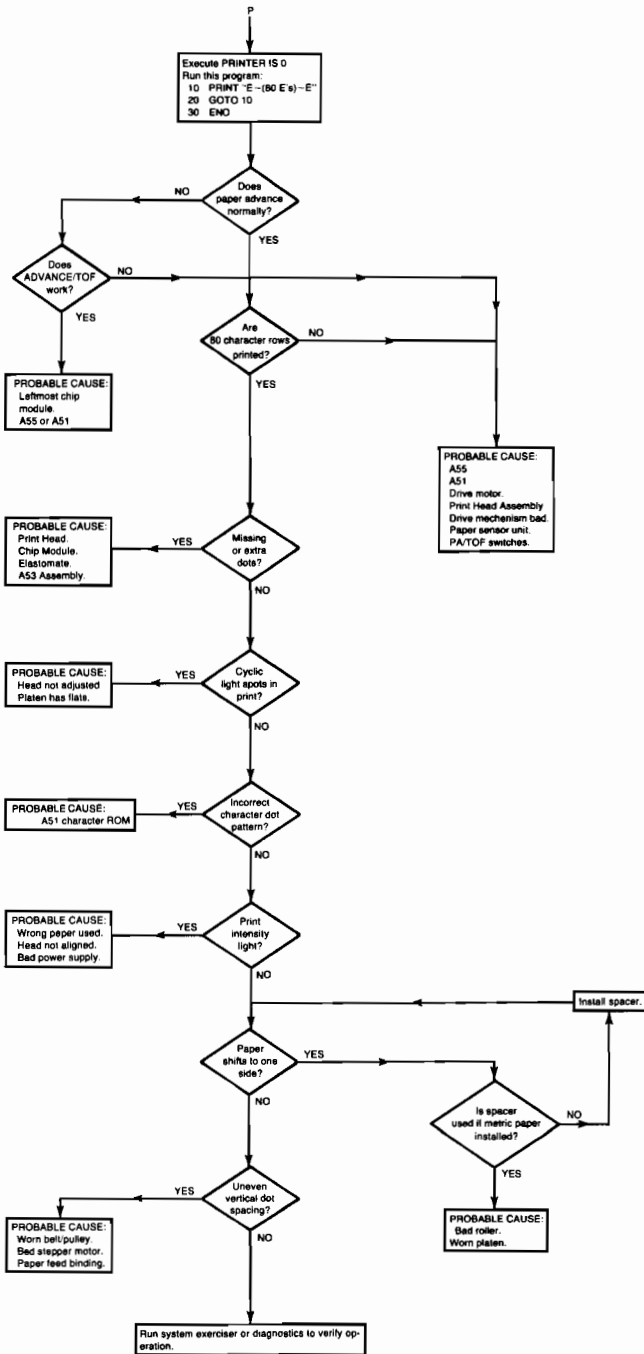 P
Execute PRINTER IS 0
Run this program:
10 PRINT "E~(80 E's)~E"
20 GOTO 10
30 END
Does
paper advance
normally?
NO
YES
Does
ADVANCE/TOF
work?
NO
YES
Are
80 character rows
printed?
NO
YES
PROBABLE CAUSE:
Leftmost chip
module.
A55 or A51
PROBABLE CAUSE:
A55
A51
Drive motor.
Print Head Assembly
Drive mechenism bad.
Paper sensor unit.
PA/TOF switches.
Missing
or extra
dots?
YES
NO
PROBABLE CAUSE:
Print Head.
Chip Module.
Elastomate.
A53 Assembly.
Cyclic
light spots in
print?
YES
NO
PROBABLE CAUSE:
Head not adjusted
Platen has flats.
Incorrect
character dot
pattern?
YES
NO
PROBABLE CAUSE:
A51 character ROM
Print
intensity
light?
YES
NO
PROBABLE CAUSE:
Wrong peper used.
Head not aligned.
Bad power supply.
Install spacer.
Paper
shifts to one
side?
YES
NO
Is spacer
used if metric paper
installed?
NO
YES
PROBABLE CAUSE:
Bad roller.
Worn platen.
Uneven
vertical dot
spacing?
YES
NO
PROBABLE CAUSE:
Worn belt/pulley.
Bed stepper motor.
Paper feed binding.
Run system exerciser or diagnostics to verify op-
eration.